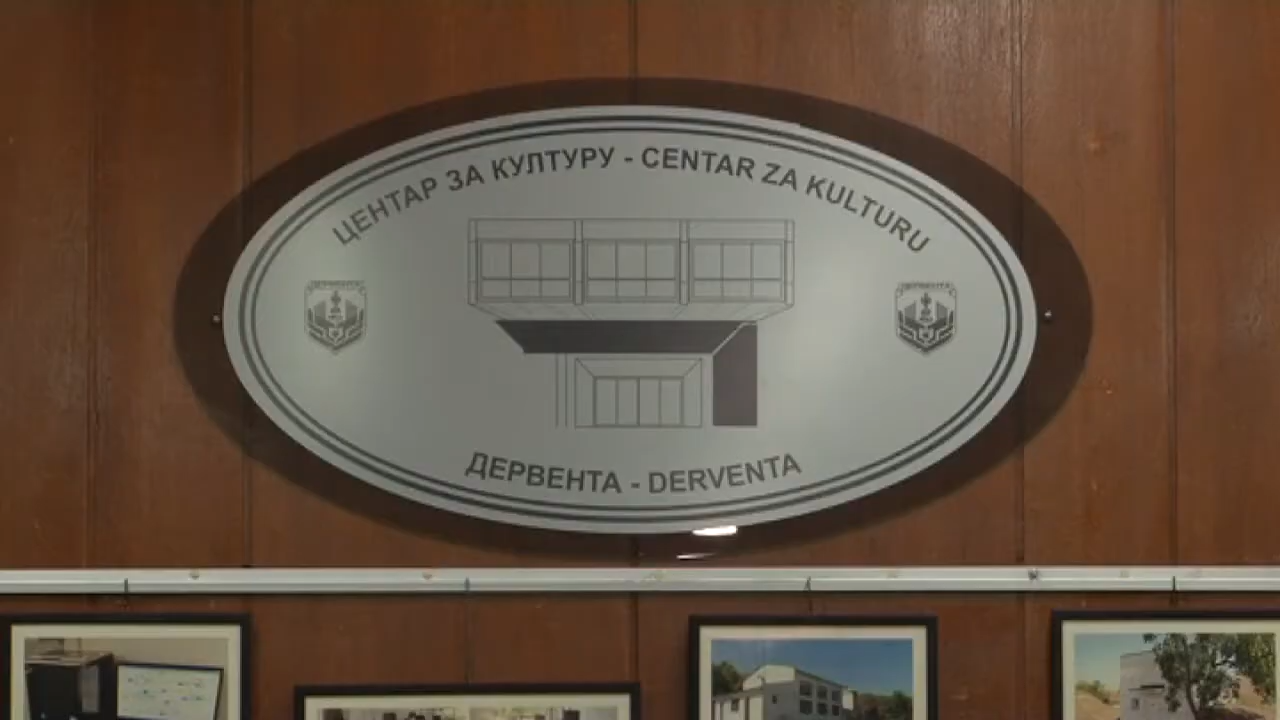 ЦЕНТАР ЗА КУЛТУРУ - CENTAR ZA KULTURU
ДЕРВЕНТА - DERVENTA